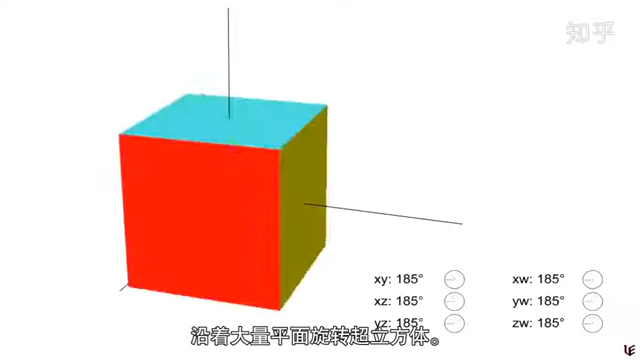 知乎
xy: 185°
xw: 185°
xz: 185°
yw: 185°
yz: 185°
zw: 185°
沿着大量平面旋转超立方体。